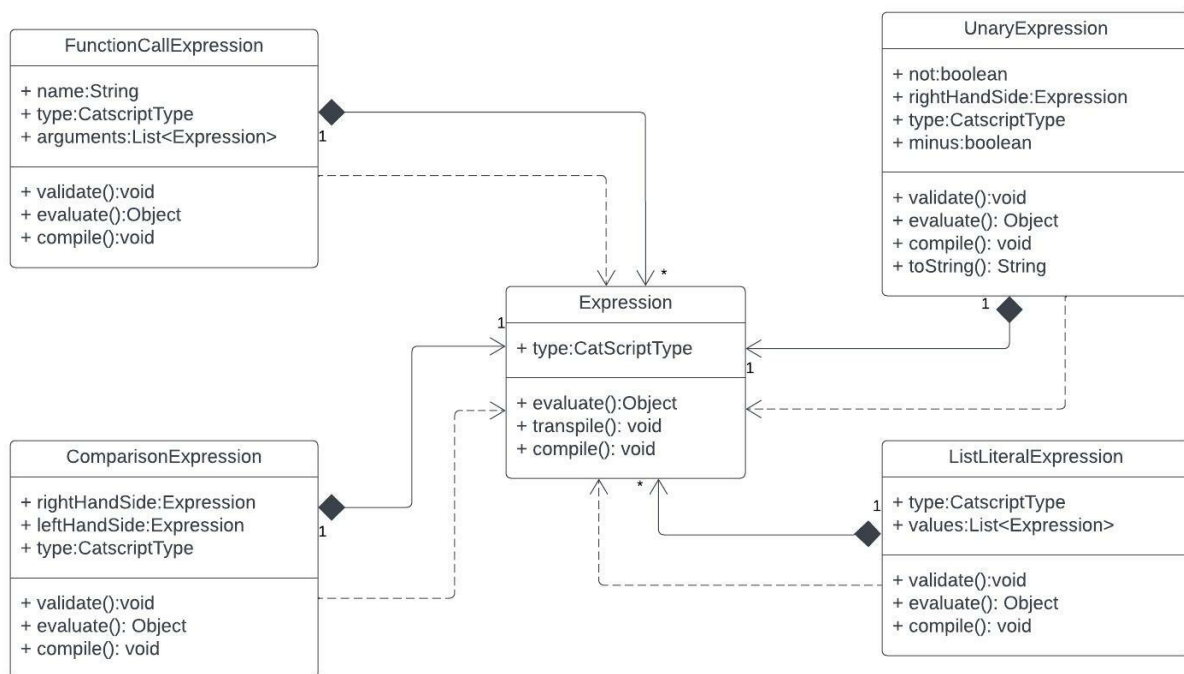 FunctionCallExpression
+ name:String
+ type:CatscriptType
+ arguments:List<Expression>
+ validate():void
+ evaluate():Object
+ compile():void
1
*
UnaryExpression
+ not:boolean
+ rightHandSide:Expression
+ type:CatscriptType
+ minus:boolean
+ validate():void
+ evaluate(): Object
+ compile(): void
+ toString(): String
1
1
Expression
+ type:CatScriptType
+ evaluate():Object
+ transpile(): void
+ compile(): void
1
1
ComparisonExpression
+ rightHandSide:Expression
+ leftHandSide:Expression
+ type:CatscriptType
+ validate():void
+ evaluate(): Object
+ compile(): void
*
1
ListLiteralExpression
+ type:CatscriptType
+ values:List<Expression>
+ validate():void
+ evaluate(): Object
+ compile(): void